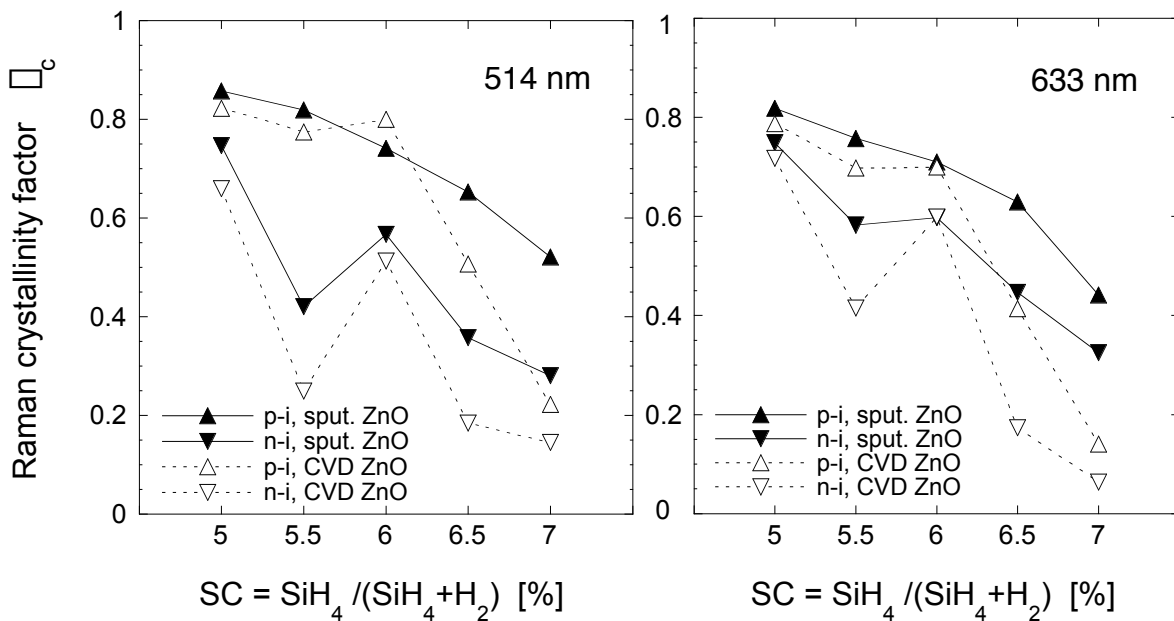 Raman crystallinity factor □c
1
0.8
0.6
0.4
0.2
0
514 nm
p-i, sput. ZnO
n-i, sput. ZnO
p-i, CVD ZnO
n-i, CVD ZnO
5 5.5 6 6.5 7
SC = SiH4 /(SiH4+H2) [%]
1
0.8
0.6
0.4
0.2
0
633 nm
p-i, sput. ZnO
n-i, sput. ZnO
p-i, CVD ZnO
n-i, CVD ZnO
5 5.5 6 6.5 7
SC = SiH4 /(SiH4+H2) [%]